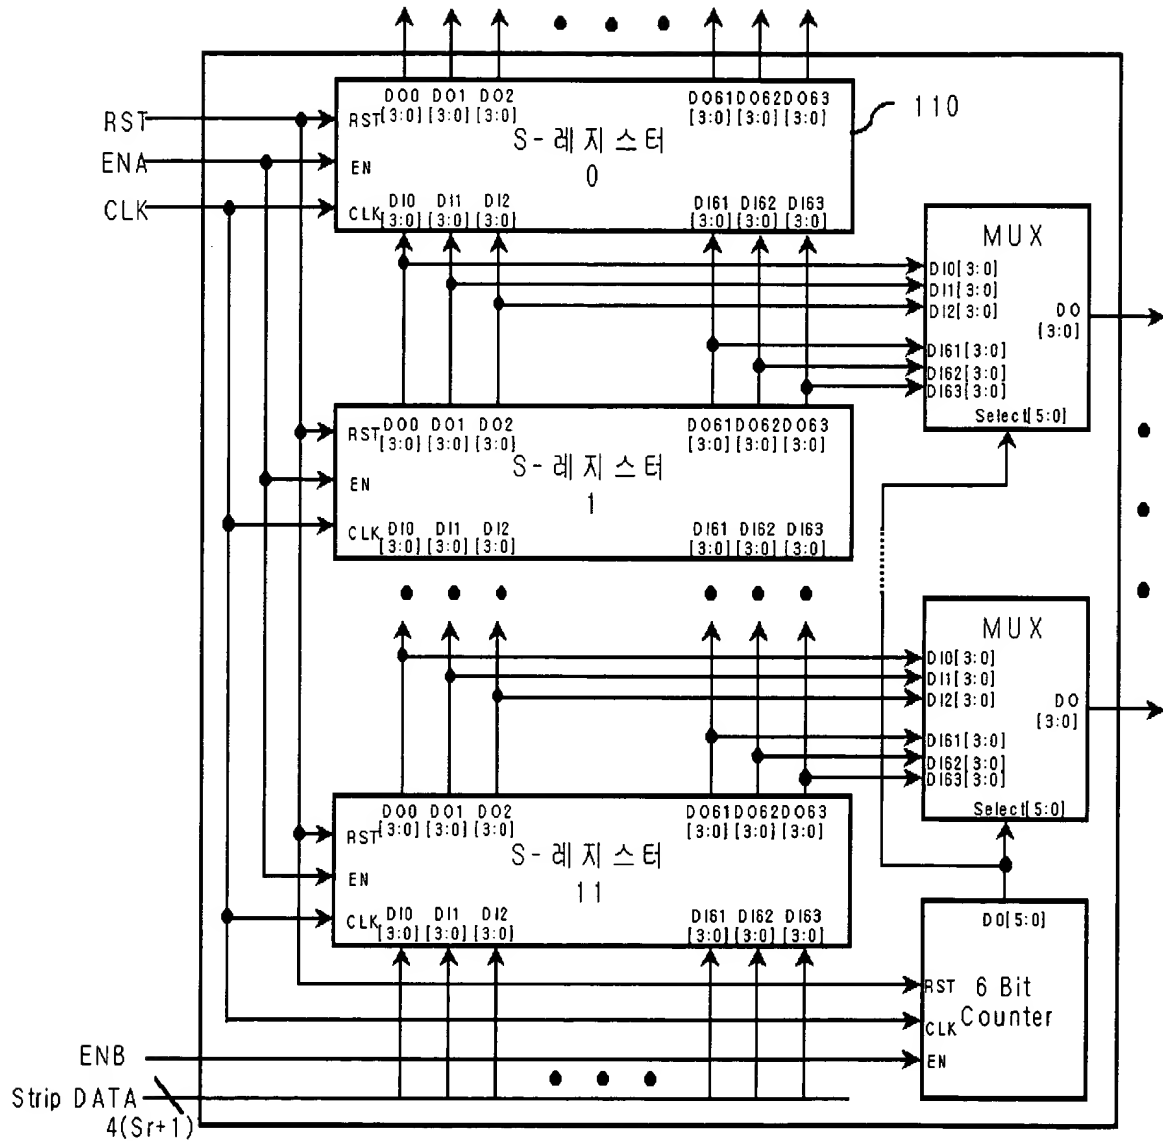 DO0 DO1 DO2 DO61 DO62 DO63
[3:0] [3:0] [3:0] [3:0] [3:0] [3:0]
RST RST
S-레지스터
0
110
ENA EN
CLK CLK
DI0 DI1 DI2 DI61 DI62 DI63
[3:0] [3:0] [3:0] [3:0] [3:0] [3:0]
MUX
DI0[3:0]
DI1[3:0]
DI2[3:0]
DO
[3:0]
DI61[3:0]
DI62[3:0]
DI63[3:0]
Select[5:0]
DO0 DO1 DO2 DO61 DO62 DO63
[3:0] [3:0] [3:0] [3:0] [3:0] [3:0]
RST
S-레지스터
1
EN
CLK
DI0 DI1 DI2 DI61 DI62 DI63
[3:0] [3:0] [3:0] [3:0] [3:0] [3:0]
MUX
DI0[3:0]
DI1[3:0]
DI2[3:0]
DO
[3:0]
DI61[3:0]
DI62[3:0]
DI63[3:0]
Select[5:0]
DO0 DO1 DO2 DO61 DO62 DO63
[3:0] [3:0] [3:0] [3:0] [3:0] [3:0]
RST
S-레지스터
11
EN
CLK
DI0 DI1 DI2 DI61 DI62 DI63
[3:0] [3:0] [3:0] [3:0] [3:0] [3:0]
DO[5:0]
RST
6 Bit
Counter
CLK
EN
ENB
Strip DATA
4(Sr+1)